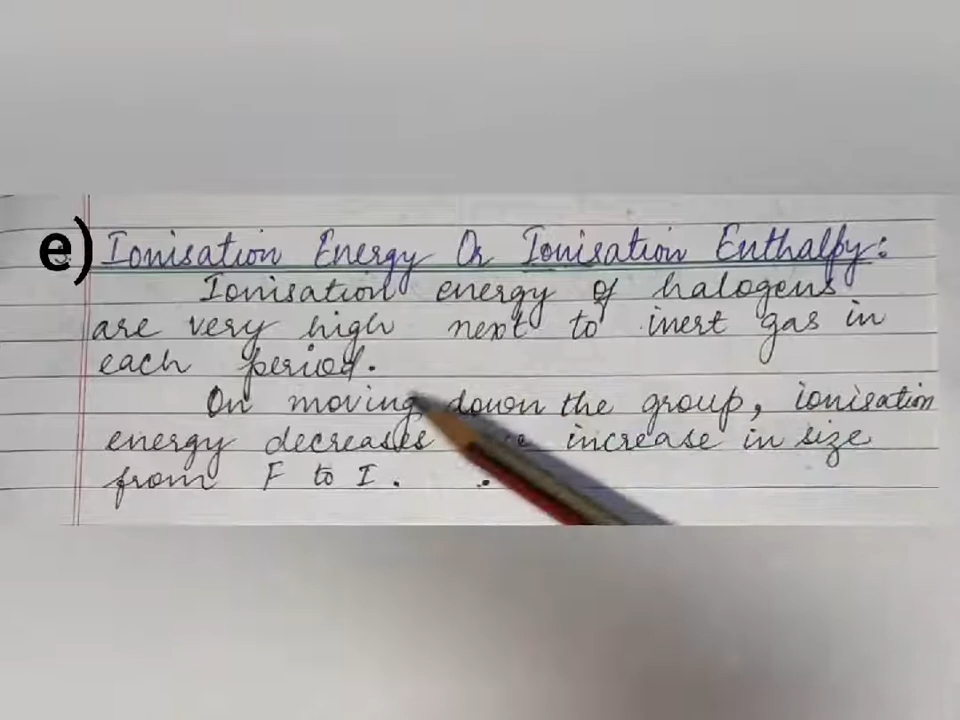 e) Ionisation Energy Or Ionisation Enthalpy:
Ionisation energy of halogens
are very high next to inert gas in
each period.
On moving down the group, ionisation
energy decreases increase in size
from F to I.